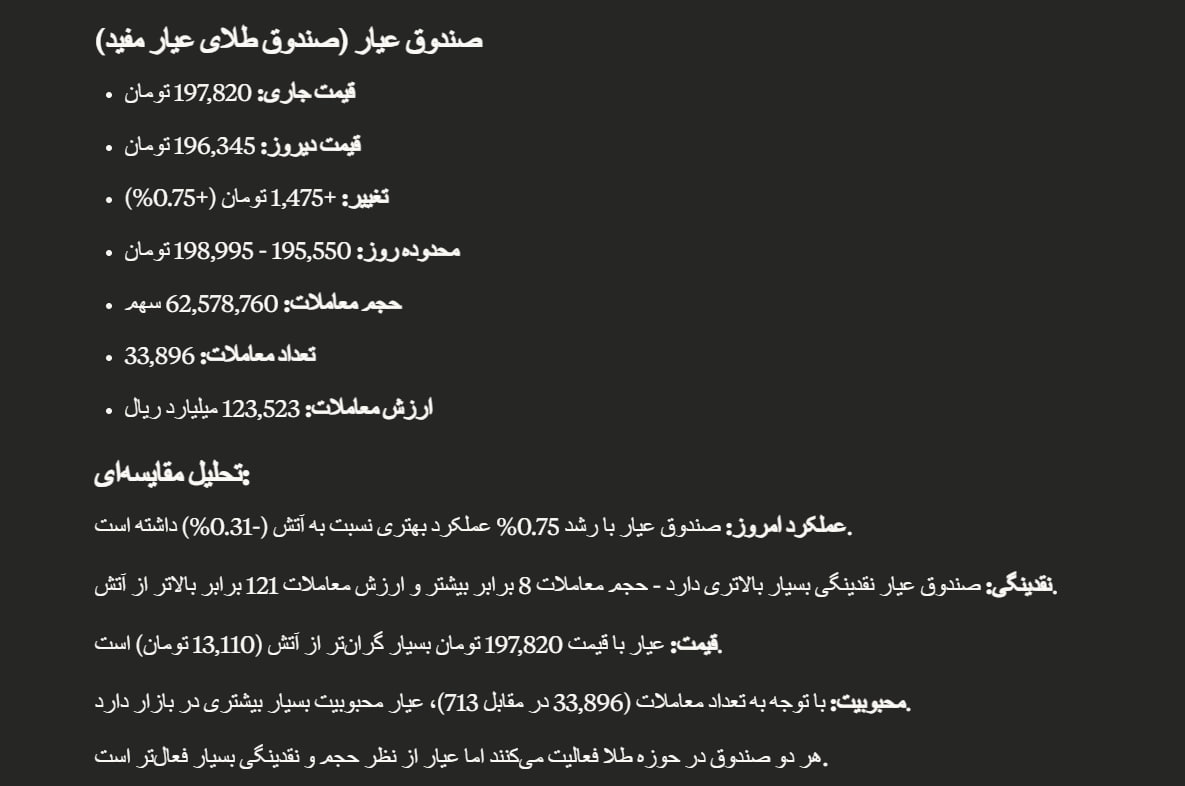 صندوق عیار (صندوق طلای عیار مفید)
• قیمت جاری: 197,820 تومان
• قیمت دیروز: 196,345 تومان
• تغییر: +1,475 تومان (+0.75%)
• محدوده روز: 195,550 - 198,995 تومان
• حجم معاملات: 62,578,760 سهم
• تعداد معاملات: 33,896
• ارزش معاملات: 123,523 میلیارد ریال
تحلیل مقایسه‌ای:
عملکرد امروز: صندوق عیار با رشد 0.75% عملکرد بهتری نسبت به آتش (-0.31%) داشته است.
نقدینگی: صندوق عیار نقدینگی بسیار بالاتری دارد - حجم معاملات 8 برابر بیشتر و ارزش معاملات 121 برابر بالاتر از آتش.
قیمت: عیار با قیمت 197,820 تومان بسیار گران‌تر از آتش (13,110 تومان) است.
محبوبیت: با توجه به تعداد معاملات (33,896 در مقابل 713)، عیار محبوبیت بسیار بیشتری در بازار دارد.
هر دو صندوق در حوزه طلا فعالیت می‌کنند اما عیار از نظر حجم و نقدینگی بسیار فعال‌تر است.